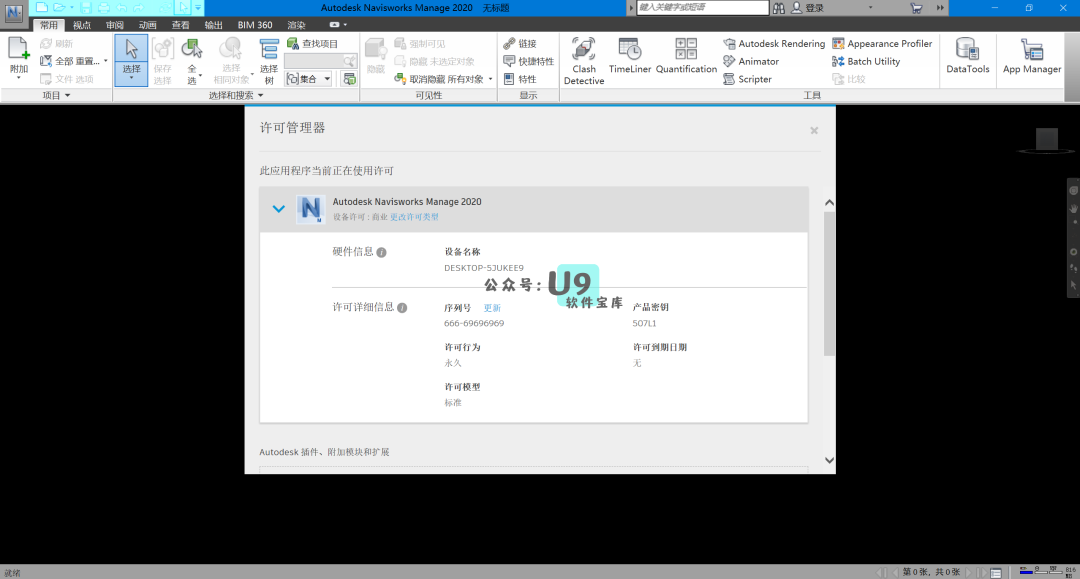 Autodesk Navisworks Manage 2020 无标题
键入关键字或短语
登录
常用 视点 审阅 动画 查看 输出 BIM 360 渲染
附加
刷新
全部 重置...
文件 选项
项目
选择
保存
选择
全
选
选择
相同对象
选择
树
查找项目
集合
选择和搜索
隐藏
强制可见
隐藏 未选定对象
取消隐藏 所有对象
可见性
链接
快捷特性
特性
显示
Clash
Detective
TimeLiner
Quantification
Autodesk Rendering
Animator
Scripter
Appearance Profiler
Batch Utility
比较
工具
DataTools
App Manager
许可管理器
此应用程序当前正在使用许可
Autodesk Navisworks Manage 2020
设备许可 : 商业 更改许可类型
硬件信息
设备名称
DESKTOP-5JUKEE9
公众号:U9
软件宝库
许可详细信息
序列号 更新
666-69696969
产品密钥
507L1
许可行为
永久
许可到期日期
无
许可模型
标准
Autodesk 插件、附加模块和扩展
就绪
第 0 张, 共 0 张